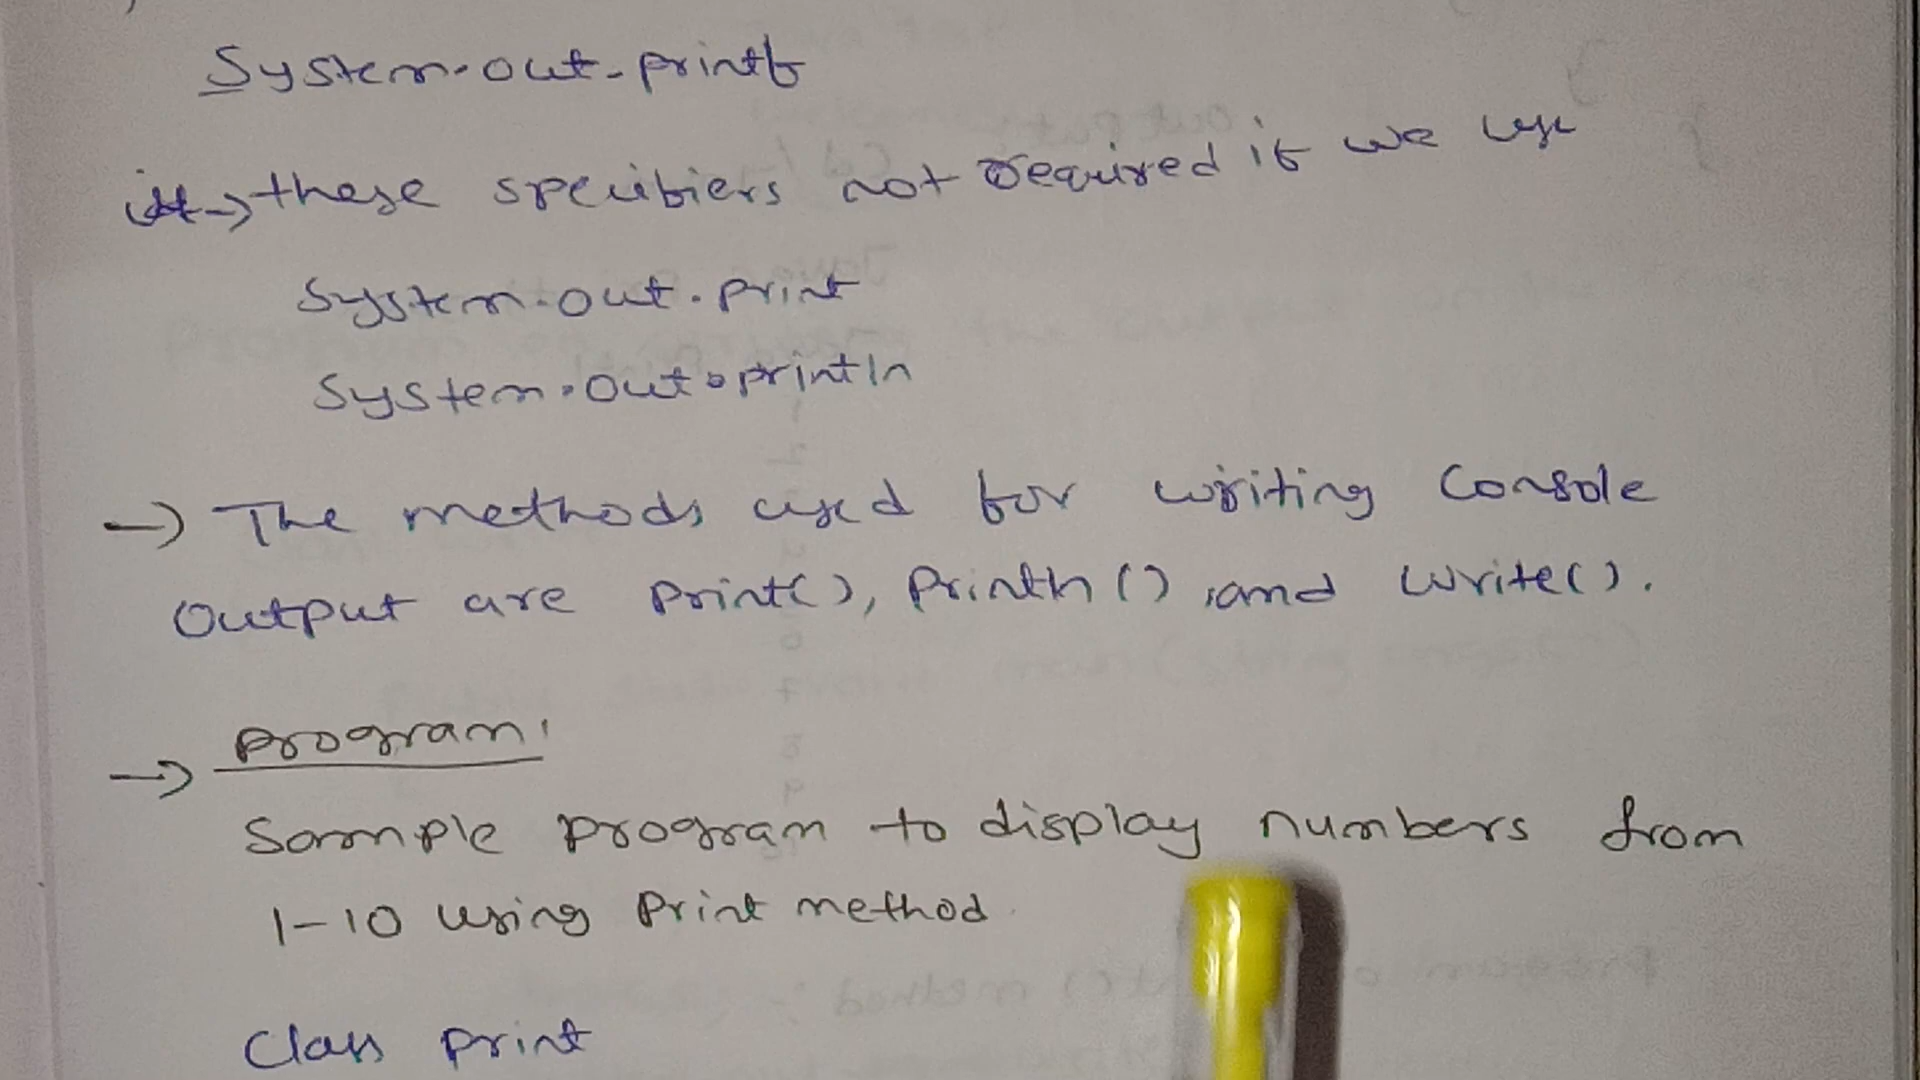 System.out.printf
→ these specifiers not required if we use
System.out.print
System.out.println
→ The methods used for writing Console
Output are print(), Println() and write().
→ Program:
Sample program to display numbers from
1-10 using Print method
Class print